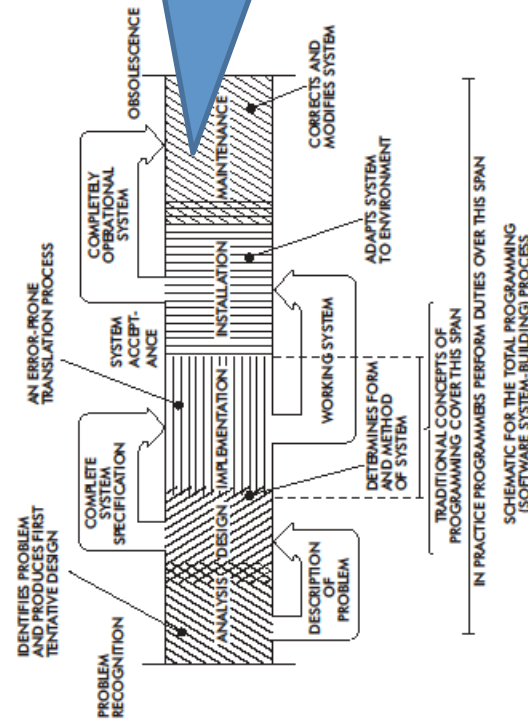 IDENTIFIES PROBLEM
AND PRODUCES FIRST
TENTATIVE DESIGN
AN ERROR-PRONE
TRANSLATION PROCESS
PROBLEM
RECOGNITION
COMPLETE
SYSTEM
SPECIFICATION
SYSTEM
ACCEPT-
ANCE
COMPLETELY
OPERATIONAL
SYSTEM
OBSOLESCENCE
ANALYSIS
DESIGN
IMPLEMENTATION
INSTALLATION
MAINTENANCE
DESCRIPTION
OF
PROBLEM
DETERMINES FORM
AND METHOD
OF SYSTEM
WORKING SYSTEM
ADAPTS SYSTEM
TO ENVIRONMENT
CORRECTS AND
MODIFIES SYSTEM
TRADITIONAL CONCEPTS OF
PROGRAMMING COVER THIS SPAN
IN PRACTICE PROGRAMMERS PERFORM DUTIES OVER THIS SPAN
SCHEMATIC FOR THE TOTAL PROGRAMMING
(SOFTWARE SYSTEM-BUILDING) PROCESS